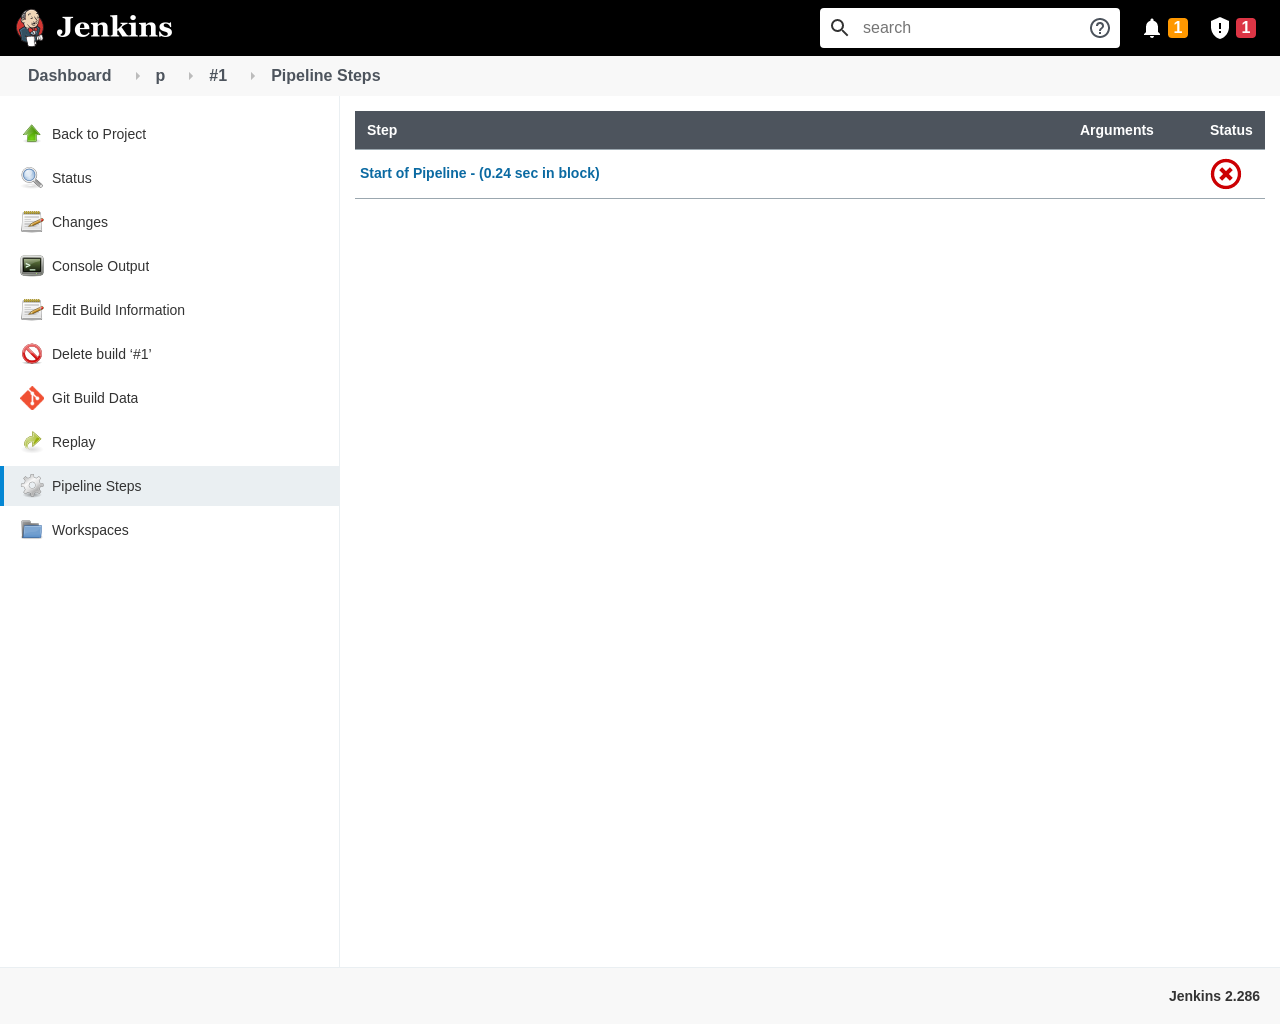 Jenkins
search
1
1
Dashboard
p
#1
Pipeline Steps
Back to Project
Status
Changes
Console Output
Edit Build Information
Delete build ‘#1’
Git Build Data
Replay
Pipeline Steps
Workspaces
Step Arguments Status
Start of Pipeline - (0.24 sec in block)
Jenkins 2.286